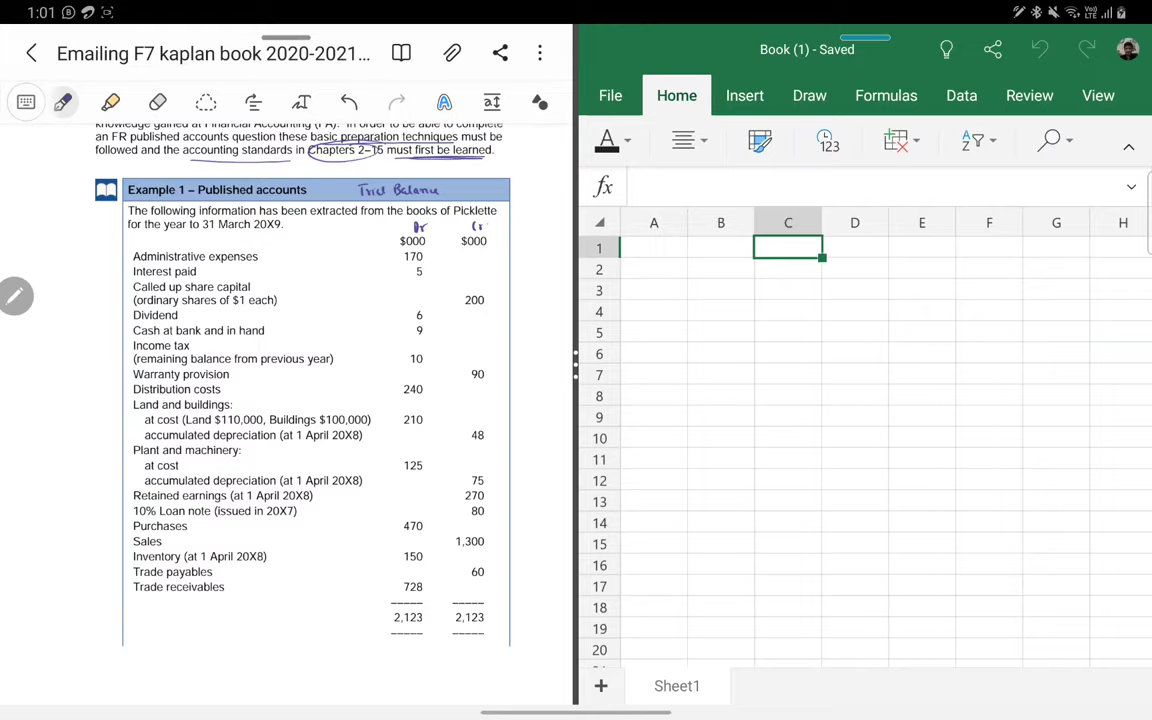 1:01
VoD LTE
Emailing F7 kaplan book 2020-2021...
knowledge gained at Financial Accounting (FA). In order to be able to complete
an FR published accounts question these basic preparation techniques must be
followed and the accounting standards in Chapters 2–15 must first be learned.
Example 1 – Published accounts Trial Balance
The following information has been extracted from the books of Picklette
for the year to 31 March 20X9. Dr Cr
$000 $000
Administrative expenses 170
Interest paid 5
Called up share capital
(ordinary shares of $1 each) 200
Dividend 6
Cash at bank and in hand 9
Income tax
(remaining balance from previous year) 10
Warranty provision 90
Distribution costs 240
Land and buildings:
at cost (Land $110,000, Buildings $100,000) 210
accumulated depreciation (at 1 April 20X8) 48
Plant and machinery:
at cost 125
accumulated depreciation (at 1 April 20X8) 75
Retained earnings (at 1 April 20X8) 270
10% Loan note (issued in 20X7) 80
Purchases 470
Sales 1,300
Inventory (at 1 April 20X8) 150
Trade payables 60
Trade receivables 728
2,123 2,123
Book (1) - Saved
File Home Insert Draw Formulas Data Review View
A 123
fx
A B C D E F G H
1
2
3
4
5
6
7
8
9
10
11
12
13
14
15
16
17
18
19
20
+ Sheet1